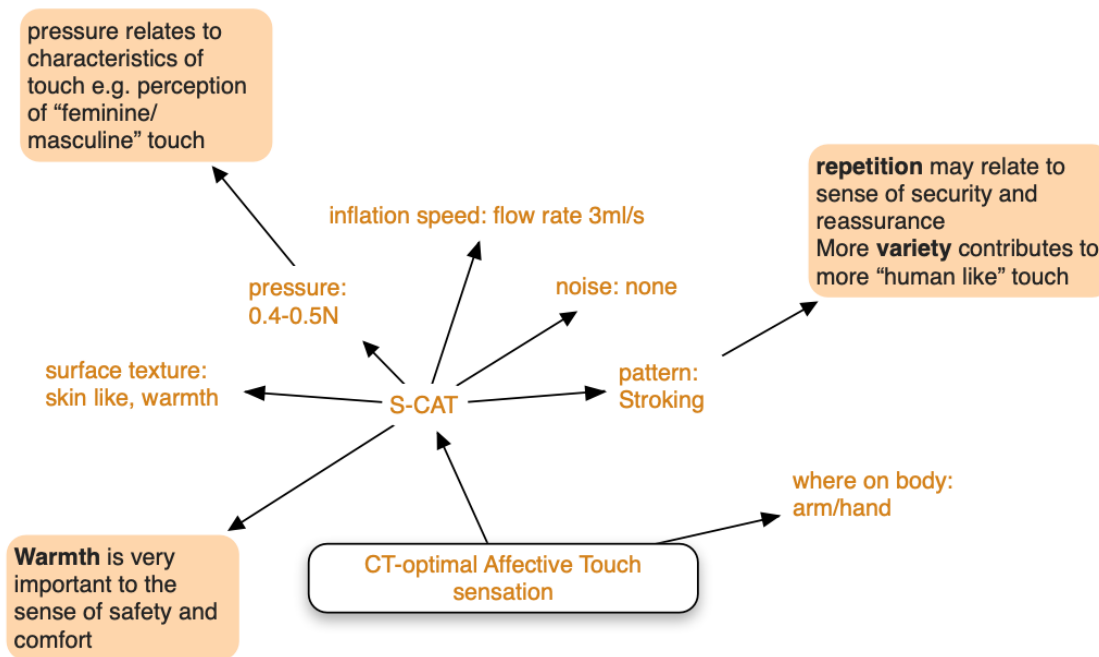 pressure relates to
characteristics of
touch e.g. perception
of “feminine/
masculine” touch
repetition may relate to
sense of security and
reassurance
More variety contributes to
more “human like” touch
inflation speed: flow rate 3ml/s
pressure:
0.4-0.5N
noise: none
surface texture:
skin like, warmth
S-CAT
pattern:
Stroking
where on body:
arm/hand
Warmth is very
important to the
sense of safety and
comfort
CT-optimal Affective Touch
sensation